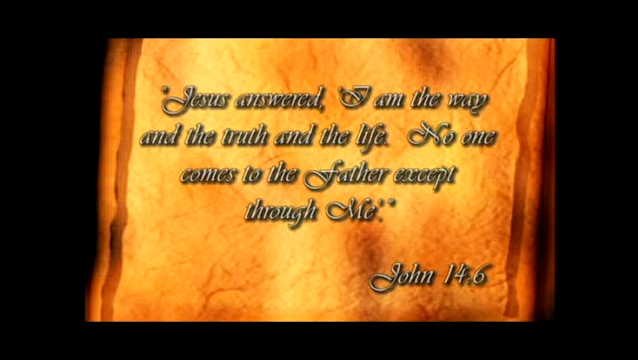 "Jesus answered, 'I am the way
and the truth and the life. No one
comes to the Father except
through Me'."
John 14:6